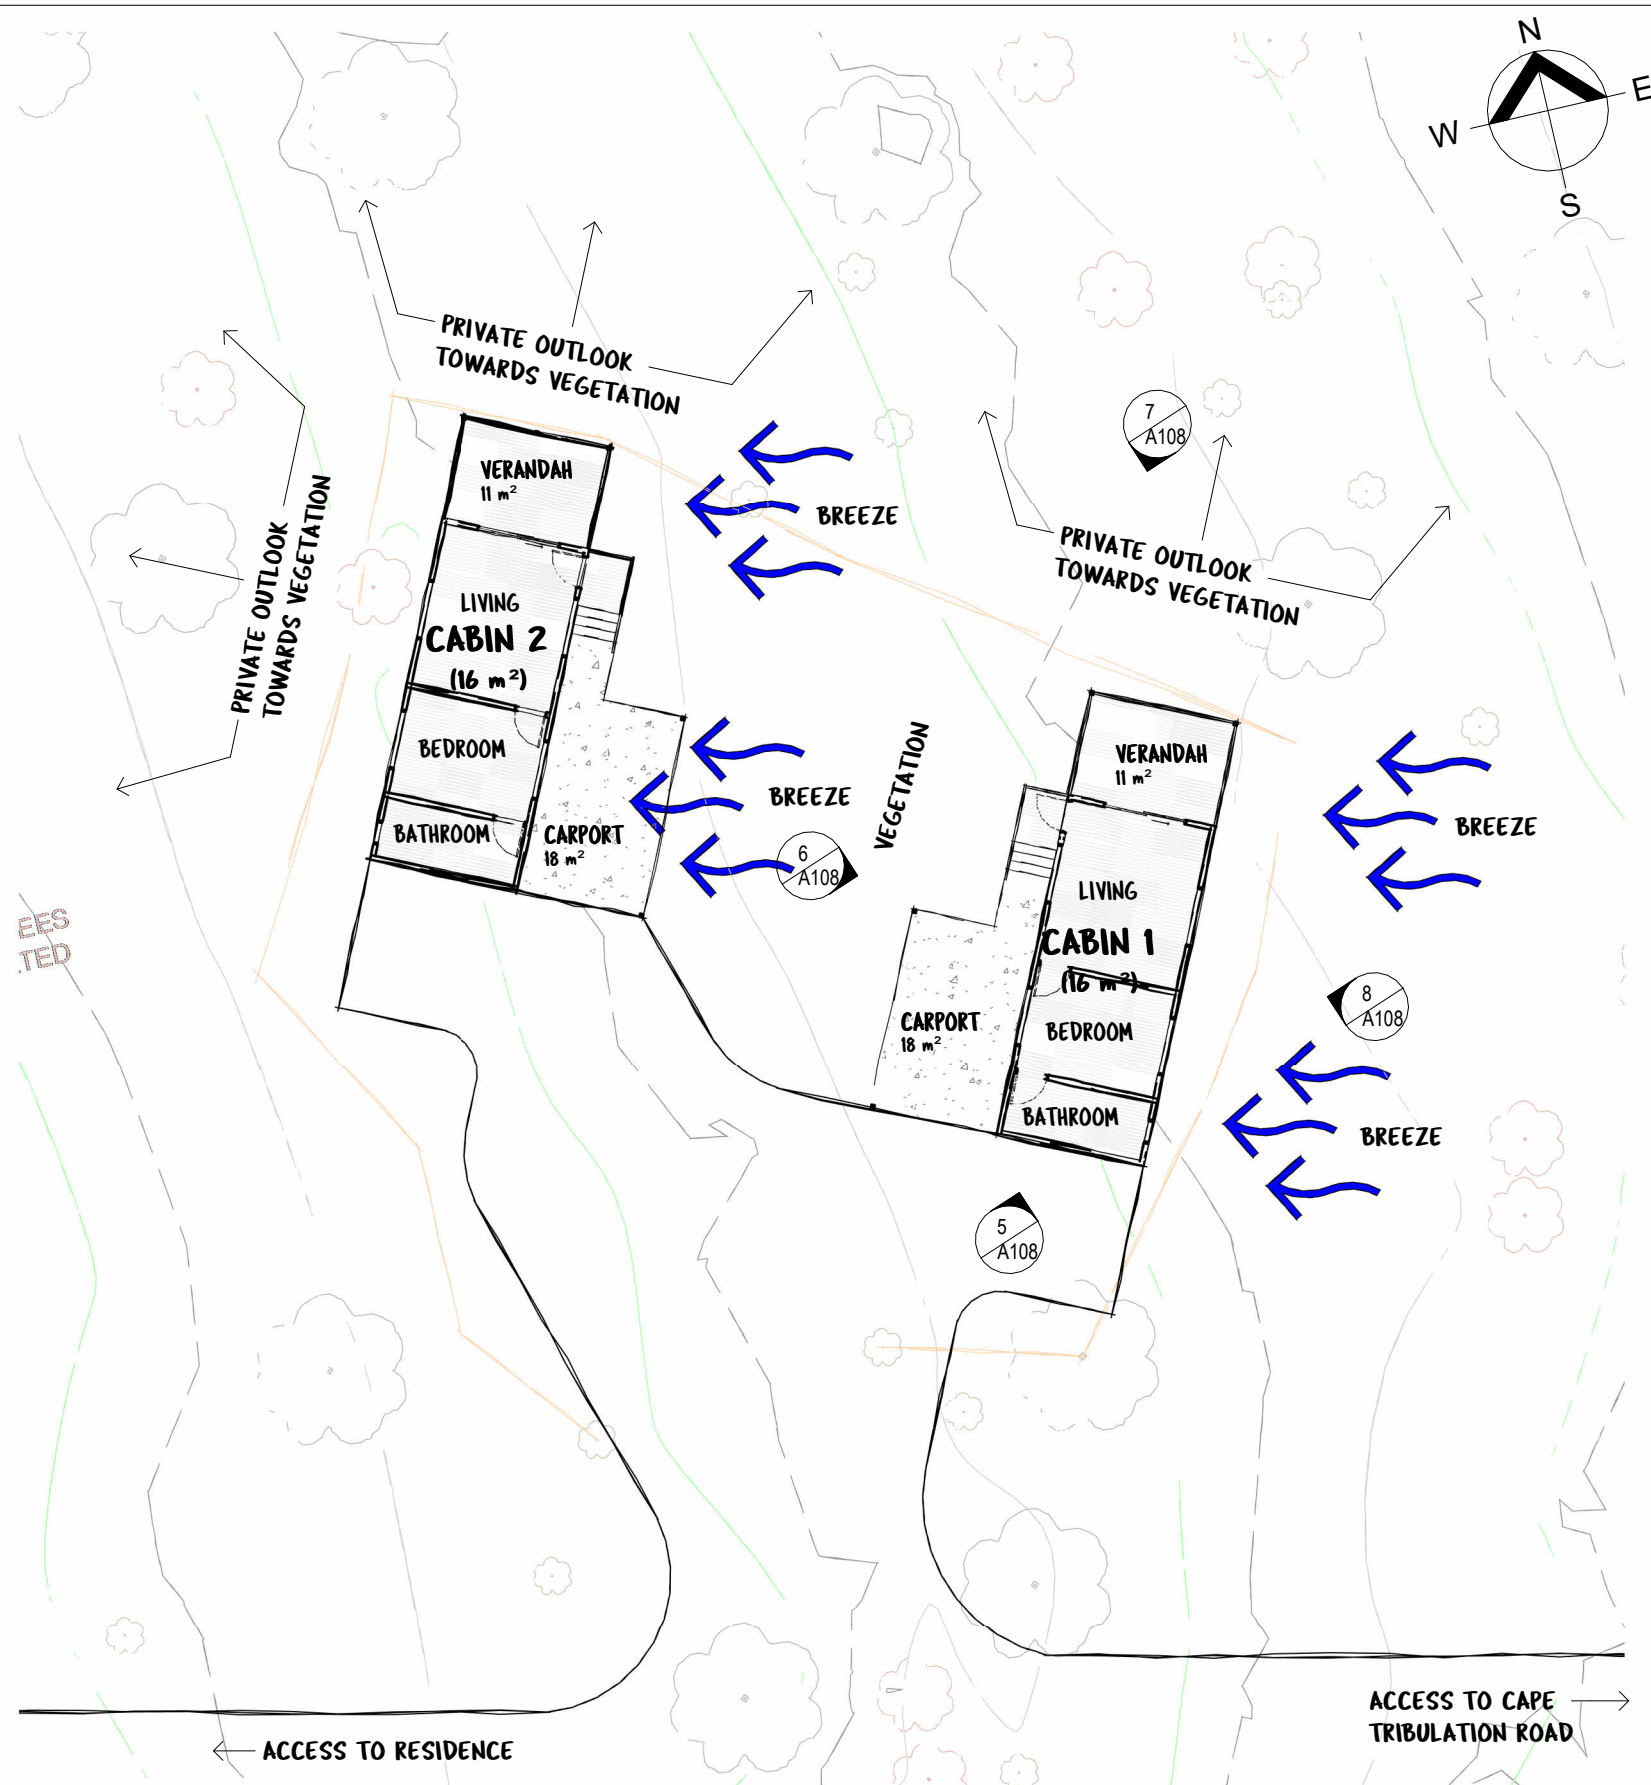 N
E
W
S
PRIVATE OUTLOOK
TOWARDS VEGETATION
7
A108
VERANDAH
11 m²
BREEZE
PRIVATE OUTLOOK
TOWARDS VEGETATION
PRIVATE OUTLOOK
TOWARDS VEGETATION
LIVING
CABIN 2
(16 m²)
BEDROOM
BATHROOM
CARPORT
18 m²
BREEZE
6
A108
VEGETATION
VERANDAH
11 m²
BREEZE
LIVING
CABIN 1
(16 m²)
BEDROOM
CARPORT
18 m²
BATHROOM
8
A108
BREEZE
EES
TED
5
A108
ACCESS TO CAPE
TRIBULATION ROAD
ACCESS TO RESIDENCE